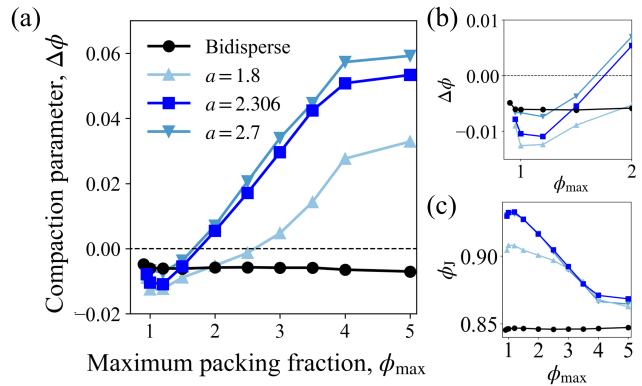 (a)
Compaction parameter, Δϕ
0.06
0.04
0.02
0.00
−0.02
Bidisperse
a = 1.8
a = 2.306
a = 2.7
1 2 3 4 5
Maximum packing fraction, ϕmax
(b)
Δϕ
0.01
0.00
−0.01
1 2
ϕmax
(c)
ϕJ
0.90
0.85
1 2 3 4 5
ϕmax